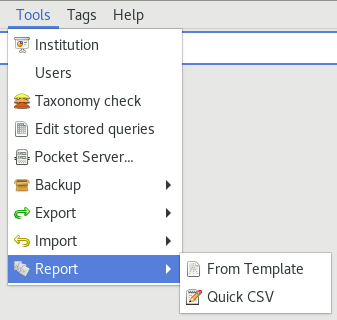 Tools Tags Help
Institution
Users
Taxonomy check
Edit stored queries
Pocket Server...
Backup
Export
Import
Report
From Template
Quick CSV